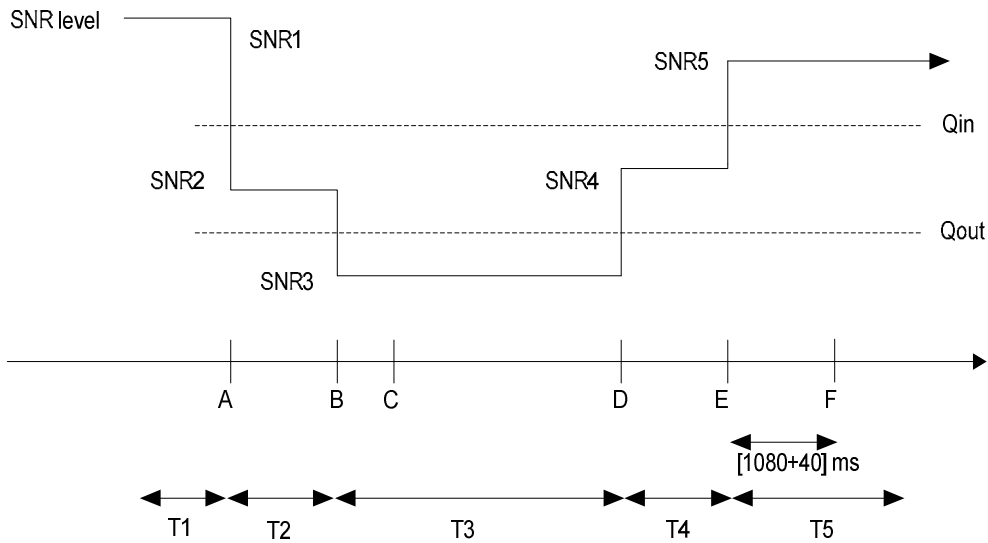 SNR level
SNR1
SNR5
Qin
SNR2
SNR4
Qout
SNR3
A B C D E F
[1080+40] ms
T1 T2 T3 T4 T5